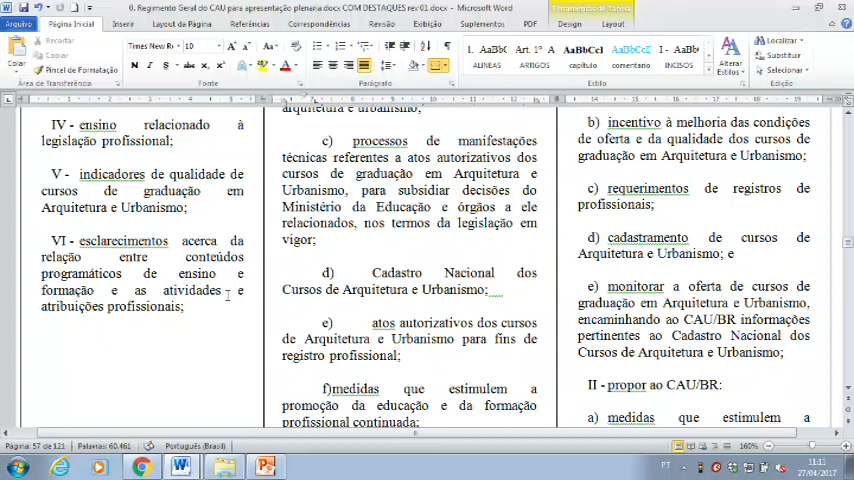 0. Regimento Geral do CAU para apresentação plenaria.docx COM DESTAQUES rev 01.docx - Microsoft Word
Ferramentas de Tabela
Arquivo Página Inicial Inserir Layout da Página Referências Correspondências Revisão Exibição Suplementos PDF Design Layout
Recortar
Copiar
Pincel de Formatação
Colar
Times New R 10
N I S abc
Área de Transferência Fonte Parágrafo Estilo Edição
I. AaBbC( Art. 1º A AaBbCcI AaBbC( I - AaBb(
ALINEAS ARTIGOS capítulo comentario INCISOS
Alterar Estilos
Localizar
Substituir
Selecionar
IV - ensino relacionado à
legislação profissional;
V - indicadores de qualidade de
cursos de graduação em
Arquitetura e Urbanismo;
VI - esclarecimentos acerca da
relação entre conteúdos
programáticos de ensino e
formação e as atividades e
atribuições profissionais;
arquitetura e urbanismo;
c) processos de manifestações
técnicas referentes a atos autorizativos dos
cursos de graduação em Arquitetura e
Urbanismo, para subsidiar decisões do
Ministério da Educação e órgãos a ele
relacionados, nos termos da legislação em
vigor;
d) Cadastro Nacional dos
Cursos de Arquitetura e Urbanismo;
e) atos autorizativos dos cursos
de Arquitetura e Urbanismo para fins de
registro profissional;
f)medidas que estimulem a
promoção da educação e da formação
profissional continuada;
b) incentivo à melhoria das condições
de oferta e da qualidade dos cursos de
graduação em Arquitetura e Urbanismo;
c) requerimentos de registros de
profissionais;
d) cadastramento de cursos de
Arquitetura e Urbanismo; e
e) monitorar a oferta de cursos de
graduação em Arquitetura e Urbanismo,
encaminhando ao CAU/BR informações
pertinentes ao Cadastro Nacional dos
Cursos de Arquitetura e Urbanismo;
II - propor ao CAU/BR:
a) medidas que estimulem a
Página: 57 de 121 Palavras: 60.461 Português (Brasil) 160%
PT 11:11
27/04/2017